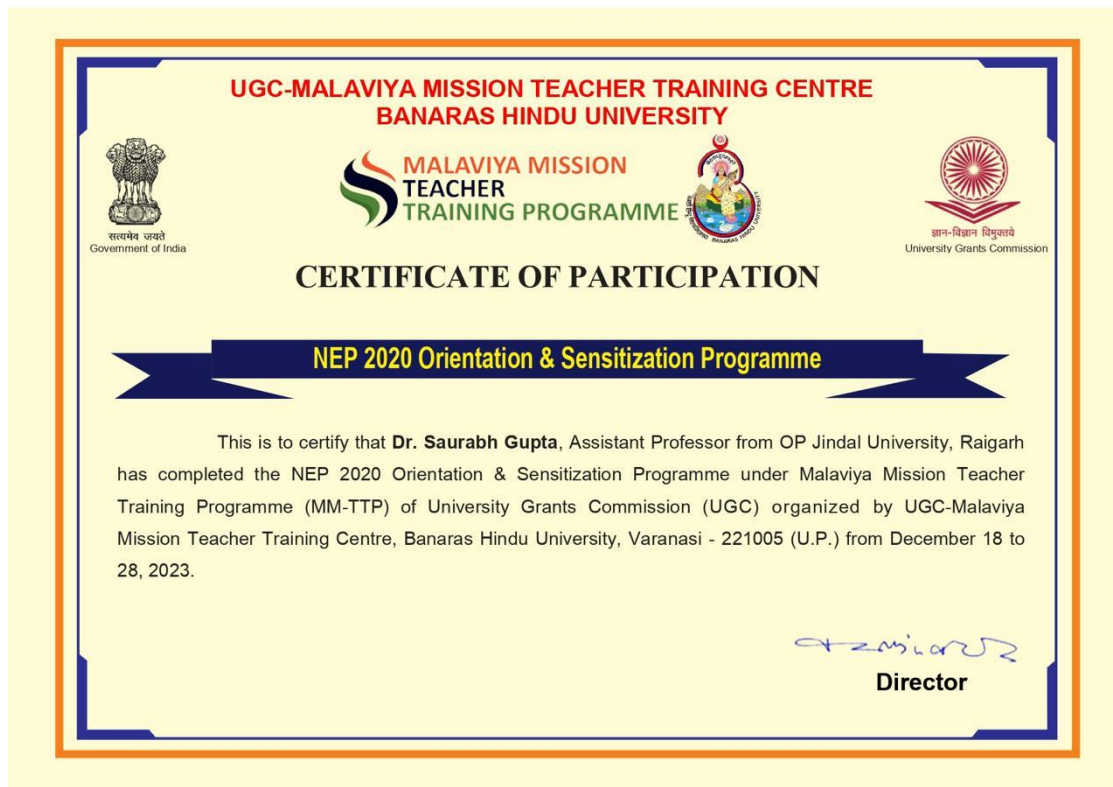 UGC-MALAVIYA MISSION TEACHER TRAINING CENTRE
BANARAS HINDU UNIVERSITY
MALAVIYA MISSION
TEACHER
TRAINING PROGRAMME
BANARAS HINDU UNIVERSITY
सत्यमेव जयते
Government of India
ज्ञान-विज्ञान विमुक्तये
University Grants Commission
CERTIFICATE OF PARTICIPATION
NEP 2020 Orientation & Sensitization Programme
This is to certify that Dr. Saurabh Gupta, Assistant Professor from OP Jindal University, Raigarh
has completed the NEP 2020 Orientation & Sensitization Programme under Malaviya Mission Teacher
Training Programme (MM-TTP) of University Grants Commission (UGC) organized by UGC-Malaviya
Mission Teacher Training Centre, Banaras Hindu University, Varanasi - 221005 (U.P.) from December 18 to
28, 2023.
Director